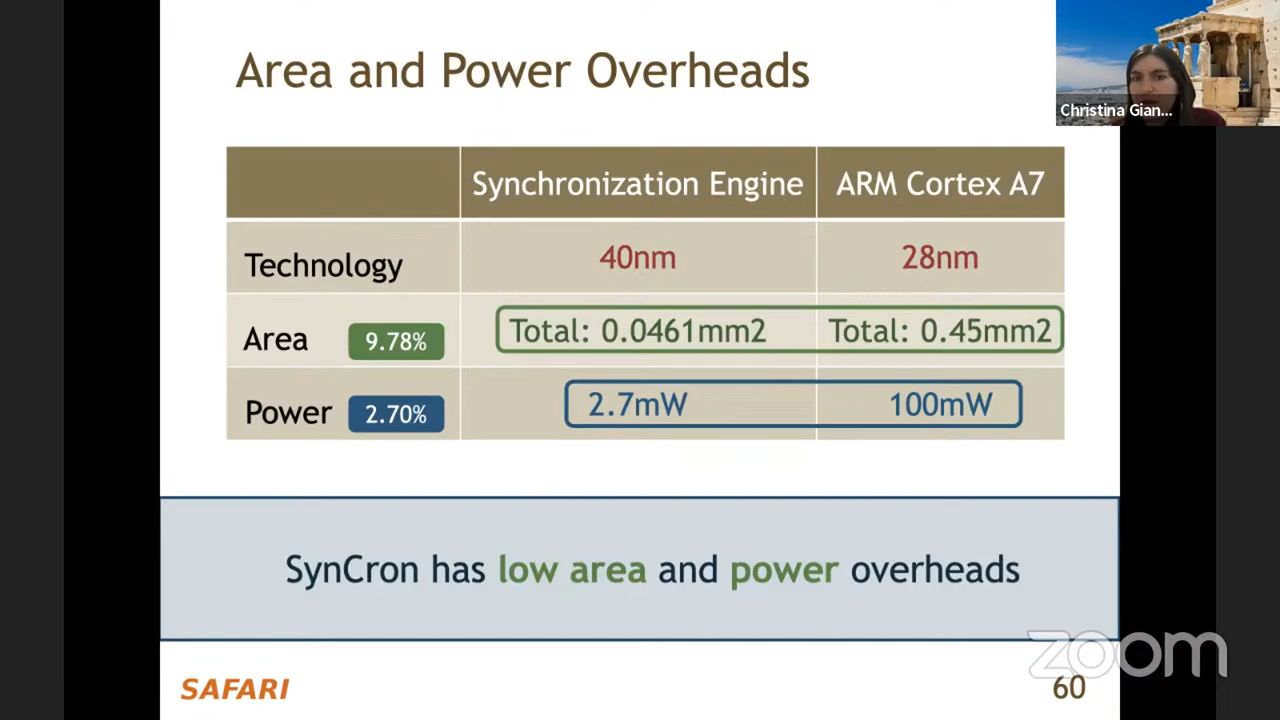 Area and Power Overheads
Christina Gian...
Synchronization Engine ARM Cortex A7
Technology 40nm 28nm
Area 9.78% Total: 0.0461mm2 Total: 0.45mm2
Power 2.70% 2.7mW 100mW
SynCron has low area and power overheads
zoom
SAFARI 60